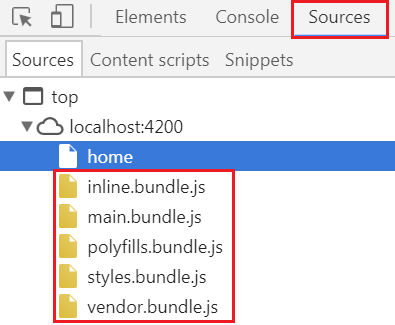 Elements Console Sources
Sources Content scripts Snippets
top
localhost:4200
home
inline.bundle.js
main.bundle.js
polyfills.bundle.js
styles.bundle.js
vendor.bundle.js